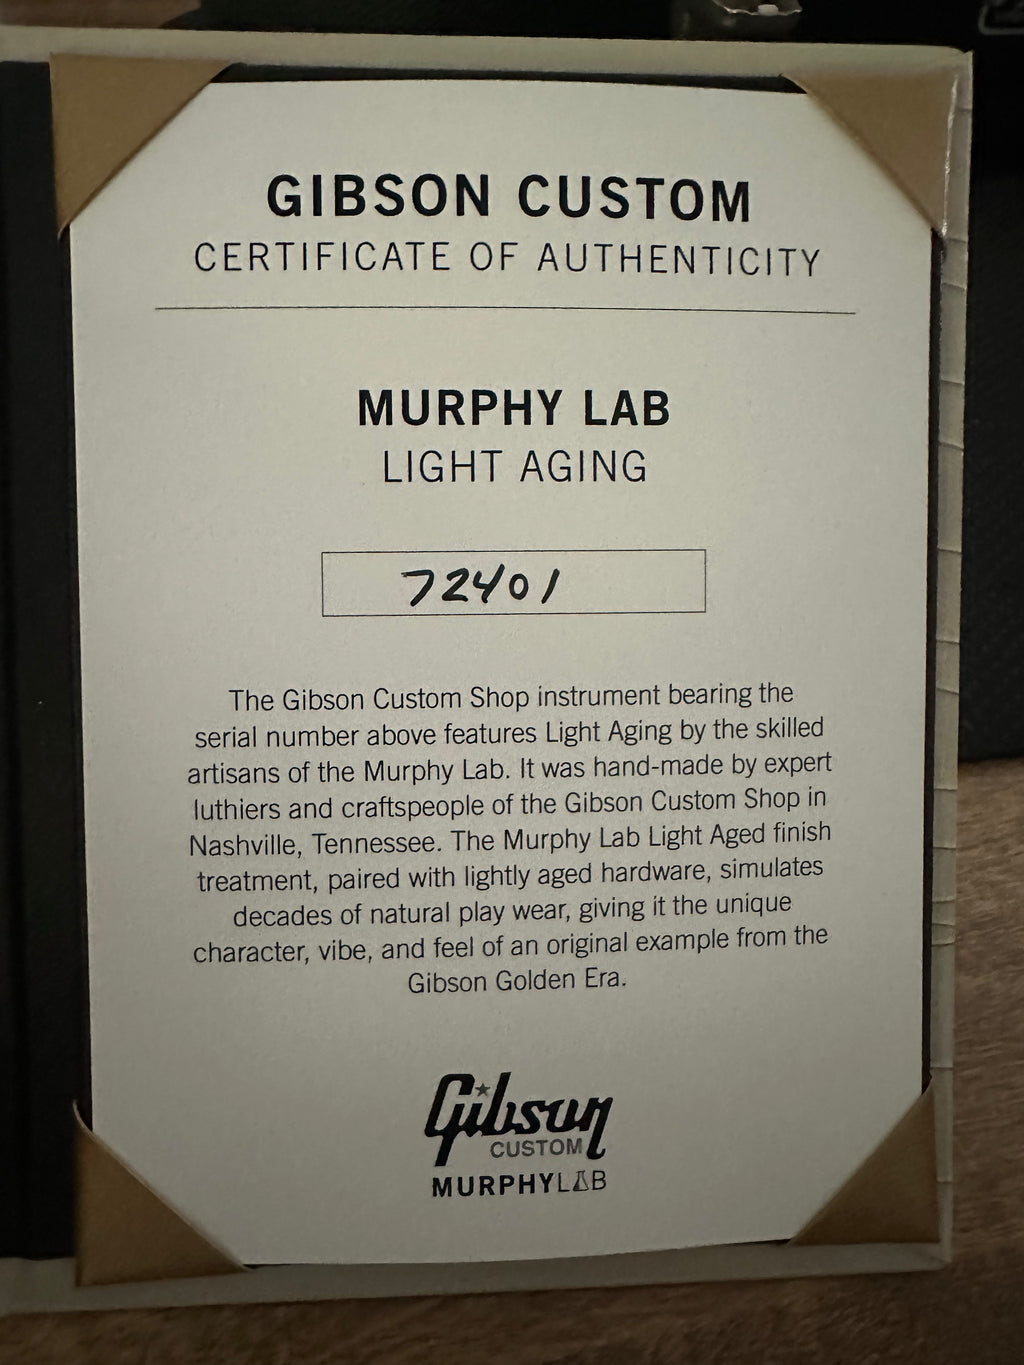 GIBSON CUSTOM
CERTIFICATE OF AUTHENTICITY
MURPHY LAB
LIGHT AGING
72401
The Gibson Custom Shop instrument bearing the
serial number above features Light Aging by the skilled
artisans of the Murphy Lab. It was hand-made by expert
luthiers and craftspeople of the Gibson Custom Shop in
Nashville, Tennessee. The Murphy Lab Light Aged finish
treatment, paired with lightly aged hardware, simulates
decades of natural play wear, giving it the unique
character, vibe, and feel of an original example from the
Gibson Golden Era.
Gibson
CUSTOM
MURPHYLAB